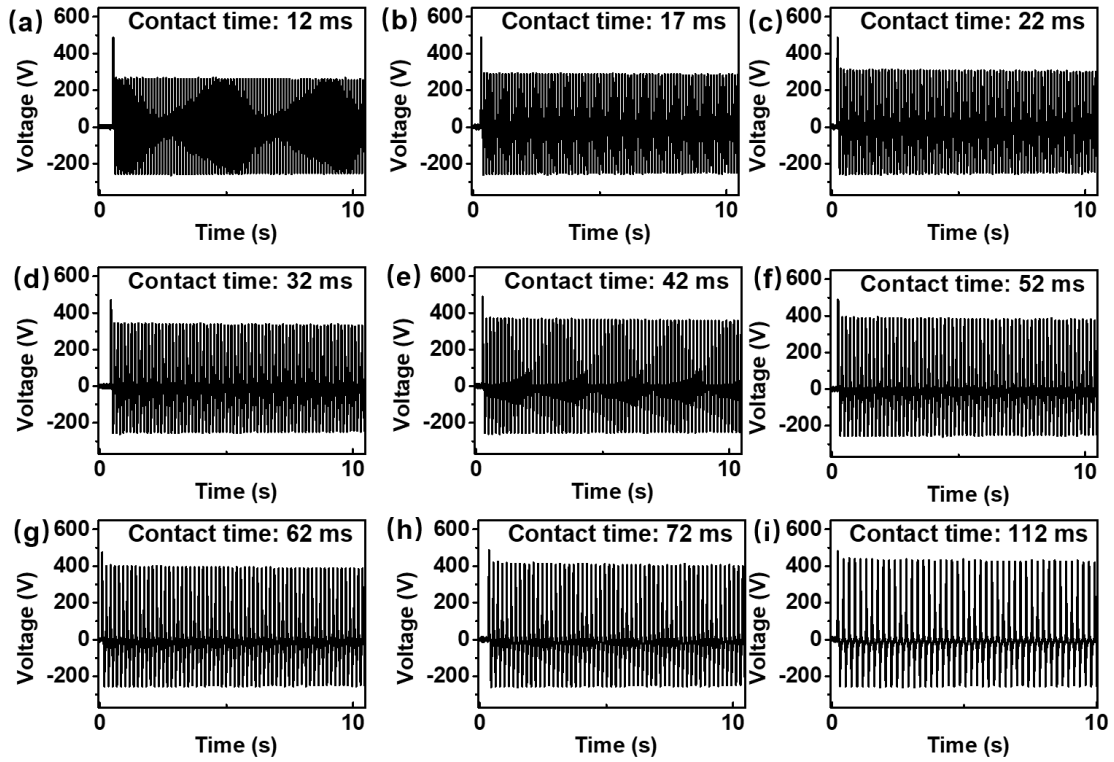 (a) Contact time: 12 ms
600
400
200
0
-200
Voltage (V)
0 10
Time (s)
(b) Contact time: 17 ms
600
400
200
0
-200
Voltage (V)
0 5 10
Time (s)
(c) Contact time: 22 ms
600
400
200
0
-200
Voltage (V)
0 10
Time (s)
(d) Contact time: 32 ms
600
400
200
0
-200
Voltage (V)
0 10
Time (s)
(e) Contact time: 42 ms
600
400
200
0
-200
Voltage (V)
0 10
Time (s)
(f) Contact time: 52 ms
600
400
200
0
-200
Voltage (V)
0 10
Time (s)
(g) Contact time: 62 ms
600
400
200
0
-200
Voltage (V)
0 10
Time (s)
(h) Contact time: 72 ms
600
400
200
0
-200
Voltage (V)
0 10
Time (s)
(i) Contact time: 112 ms
600
400
200
0
-200
Voltage (V)
0 10
Time (s)